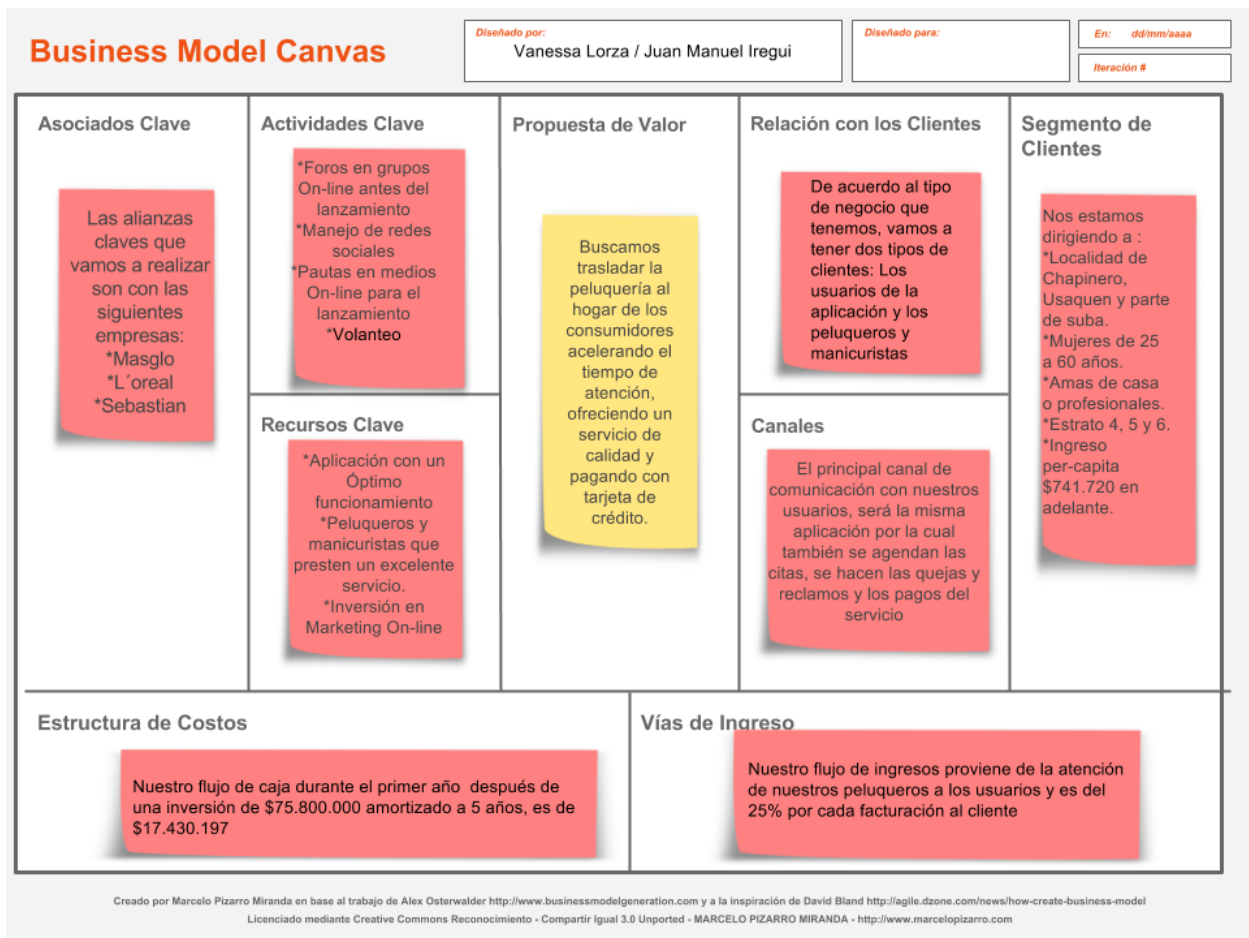 Business Model Canvas
Diseñado por:
Vanessa Lorza / Juan Manuel Iregui
Diseñado para:
En: dd/mm/aaaa
Iteración #
Asociados Clave
Las alianzas
claves que
vamos a realizar
son con las
siguientes
empresas:
*Masglo
*L´oreal
*Sebastian
Actividades Clave
*Foros en grupos
On-line antes del
lanzamiento
*Manejo de redes
sociales
*Pautas en medios
On-line para el
lanzamiento
*Volanteo
Recursos Clave
*Aplicación con un
Óptimo
funcionamiento
*Peluqueros y
manicuristas que
presten un excelente
servicio.
*Inversión en
Marketing On-line
Propuesta de Valor
Buscamos
trasladar la
peluquería al
hogar de los
consumidores
acelerando el
tiempo de
atención,
ofreciendo un
servicio de
calidad y
pagando con
tarjeta de
crédito.
Relación con los Clientes
De acuerdo al tipo
de negocio que
tenemos, vamos a
tener dos tipos de
clientes: Los
usuarios de la
aplicación y los
peluqueros y
manicuristas
Canales
El principal canal de
comunicación con nuestros
usuarios, será la misma
aplicación por la cual
también se agendan las
citas, se hacen las quejas y
reclamos y los pagos del
servicio
Segmento de
Clientes
Nos estamos
dirigiendo a :
*Localidad de
Chapinero,
Usaquen y parte
de suba.
*Mujeres de 25
a 60 años.
*Amas de casa
o profesionales.
*Estrato 4, 5 y 6.
*Ingreso
per-capita
$741.720 en
adelante.
Estructura de Costos
Nuestro flujo de caja durante el primer año después de
una inversión de $75.800.000 amortizado a 5 años, es de
$17.430.197
Vías de Ingreso
Nuestro flujo de ingresos proviene de la atención
de nuestros peluqueros a los usuarios y es del
25% por cada facturación al cliente
Creado por Marcelo Pizarro Miranda en base al trabajo de Alex Osterwalder http://www.businessmodelgeneration.com y a la inspiración de David Bland http://agile.dzone.com/news/how-create-business-model
Licenciado mediante Creative Commons Reconocimiento - Compartir Igual 3.0 Unported - MARCELO PIZARRO MIRANDA - http://www.marcelopizarro.com